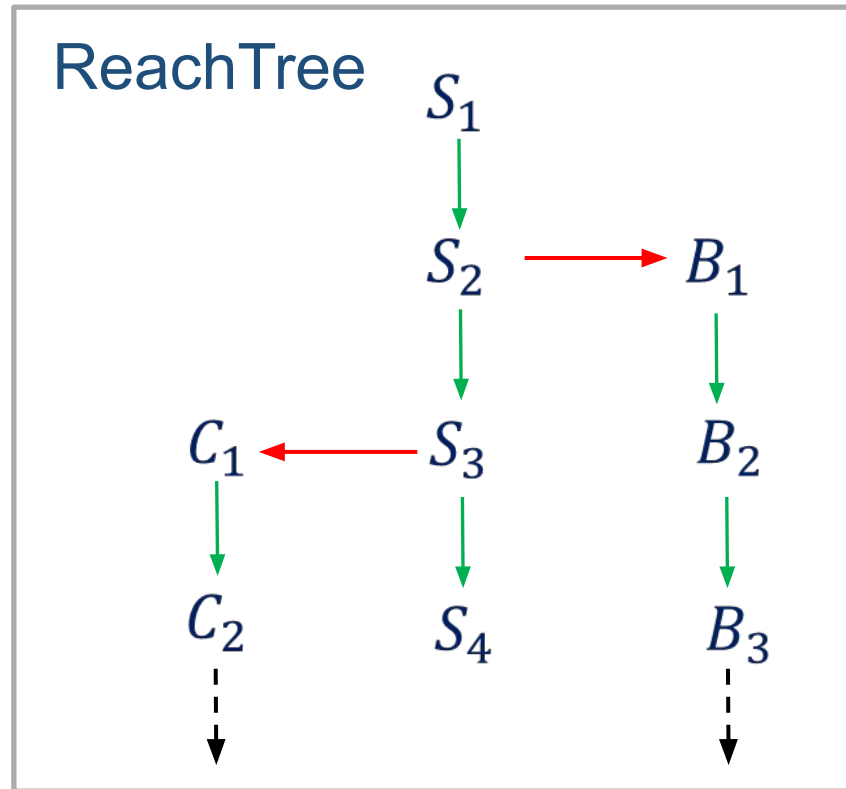 ReachTree
S₁
S₂ B₁
C₁ S₃ B₂
C₂ S₄ B₃